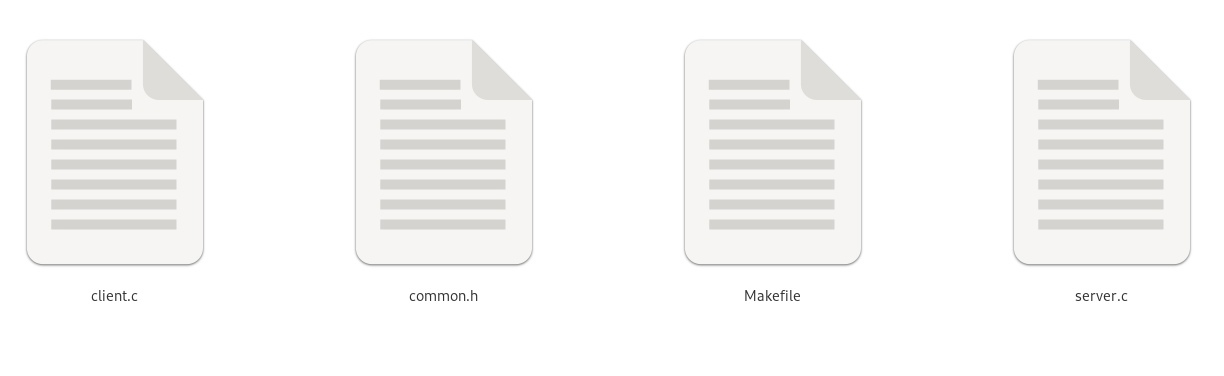 client.c
common.h
Makefile
server.c